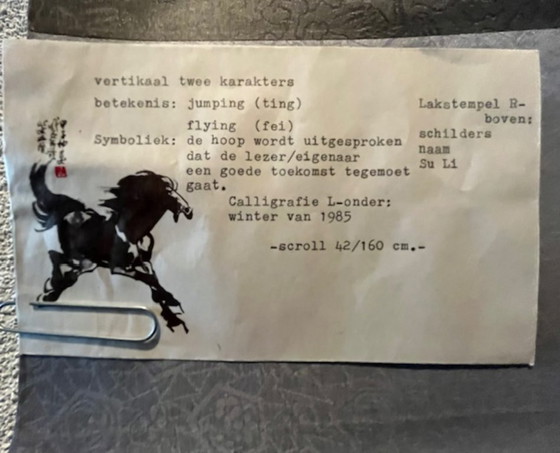 vertikaal twee karakters
betekenis: jumping (ting)
flying (fei)
Symboliek: de hoop wordt uitgesproken
dat de lezer/eigenaar
een goede toekomst tegemoet
gaat.
Calligrafie L-onder:
winter van 1985
-scroll 42/160 cm.-
Lakstempel R-
boven:
schilders
naam
Su Li